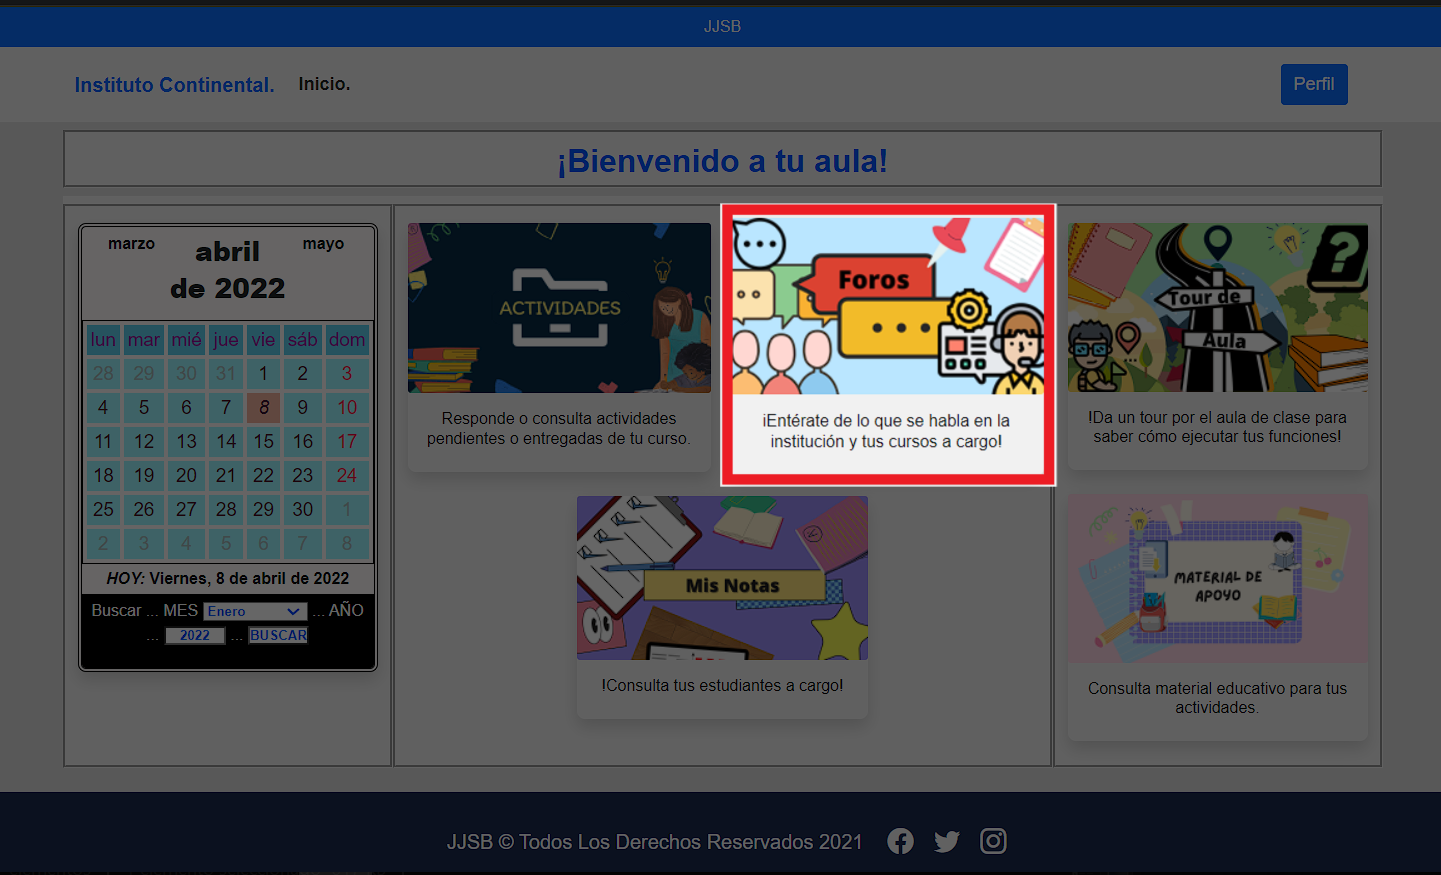 JJSB
Instituto Continental.
Inicio.
Perfil
¡Bienvenido a tu aula!
marzo
abril
de 2022
mayo
lun mar mié jue vie sáb dom
28 29 30 31 1 2 3
4 5 6 7 8 9 10
11 12 13 14 15 16 17
18 19 20 21 22 23 24
25 26 27 28 29 30 1
2 3 4 5 6 7 8
HOY: Viernes, 8 de abril de 2022
Buscar ... MES Enero ... AÑO
... 2022 ... BUSCAR
ACTIVIDADES
Responde o consulta actividades
pendientes o entregadas de tu curso.
Foros
¡Entérate de lo que se habla en la
institución y tus cursos a cargo!
Mis Notas
!Consulta tus estudiantes a cargo!
Tour de
Aula
!Da un tour por el aula de clase para
saber cómo ejecutar tus funciones!
MATERIAL DE
APOYO
Consulta material educativo para tus
actividades.
JJSB © Todos Los Derechos Reservados 2021